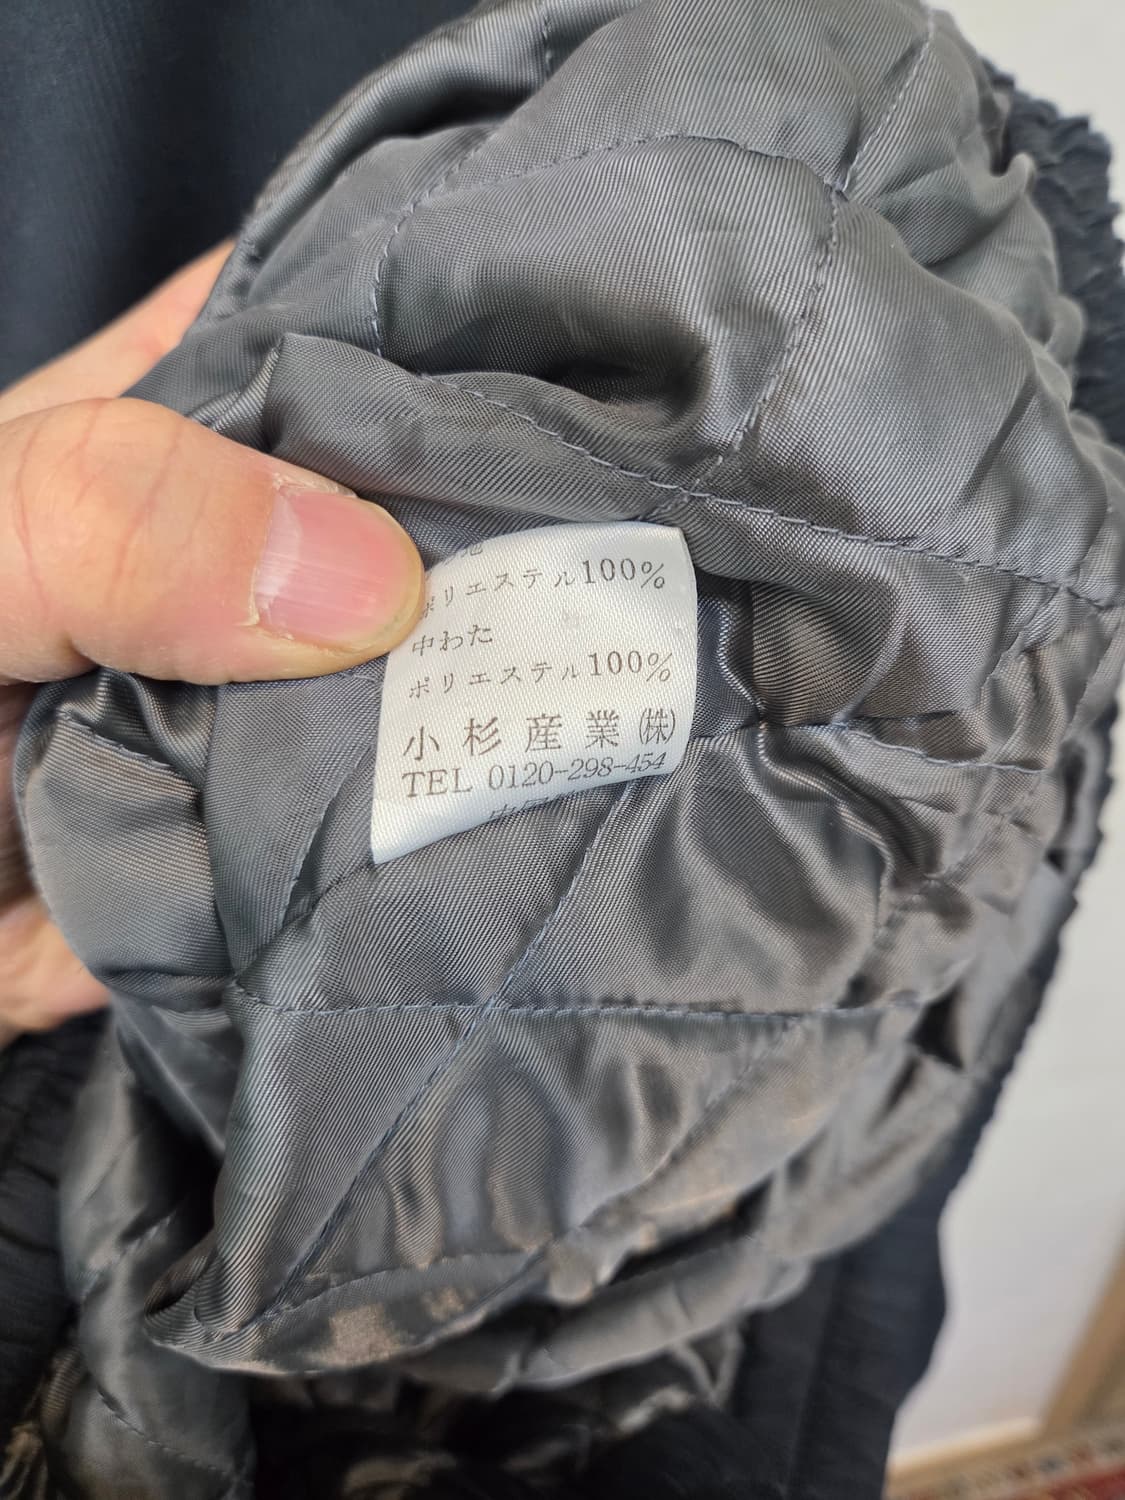 地
ポリエステル100%
中わた
ポリエステル100%
小杉産業(株)
TEL 0120-298-454